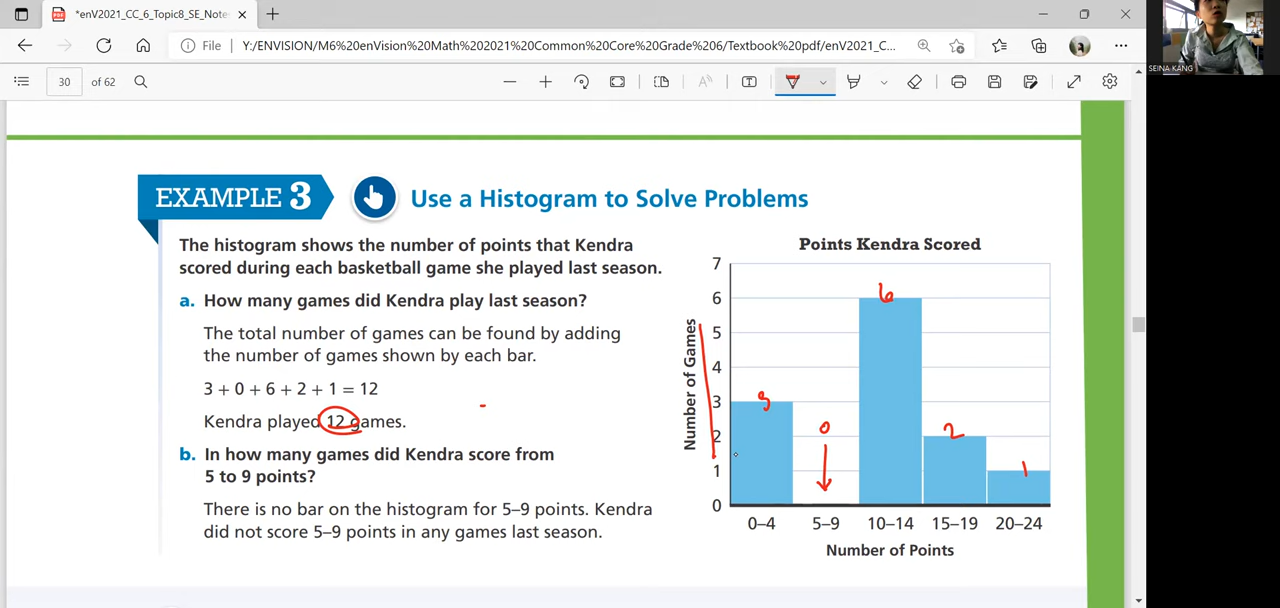 *enV2021_CC_6_Topic8_SE_Note
File
Y:/ENVISION/M6%20enVision%20Math%202021%20Common%20Core%20Grade%206/Textbook%20pdf/enV2021_C...
30 of 62
SEINA KANG
EXAMPLE 3
Use a Histogram to Solve Problems
The histogram shows the number of points that Kendra
scored during each basketball game she played last season.
a. How many games did Kendra play last season?
The total number of games can be found by adding
the number of games shown by each bar.
3 + 0 + 6 + 2 + 1 = 12
Kendra played 12 games.
b. In how many games did Kendra score from
5 to 9 points?
There is no bar on the histogram for 5–9 points. Kendra
did not score 5–9 points in any games last season.
Points Kendra Scored
Number of Games
7
6
5
4
3
2
1
0
3
0
6
2
1
0–4
5–9
10–14
15–19
20–24
Number of Points